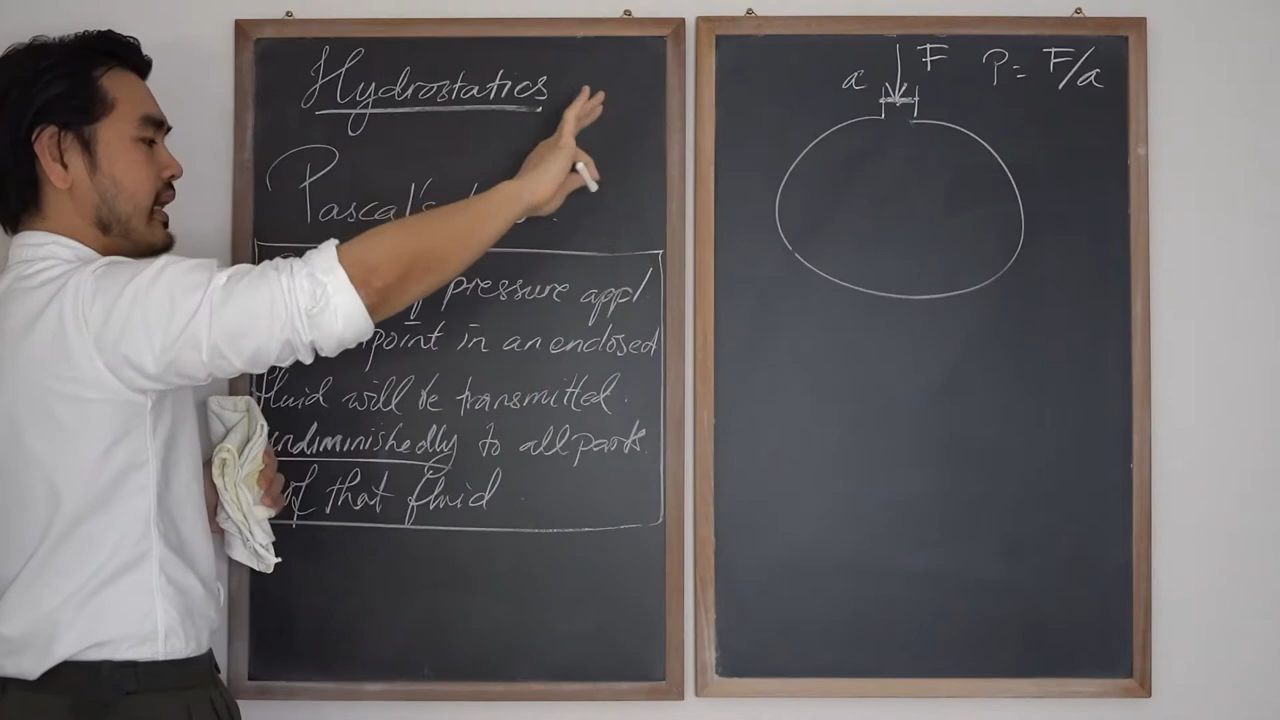 Hydrostatics
Pascal's
pressure appl
point in an enclosed
fluid will be transmitted.
undiminishedly to all parts.
of that fluid
a F P = F/a